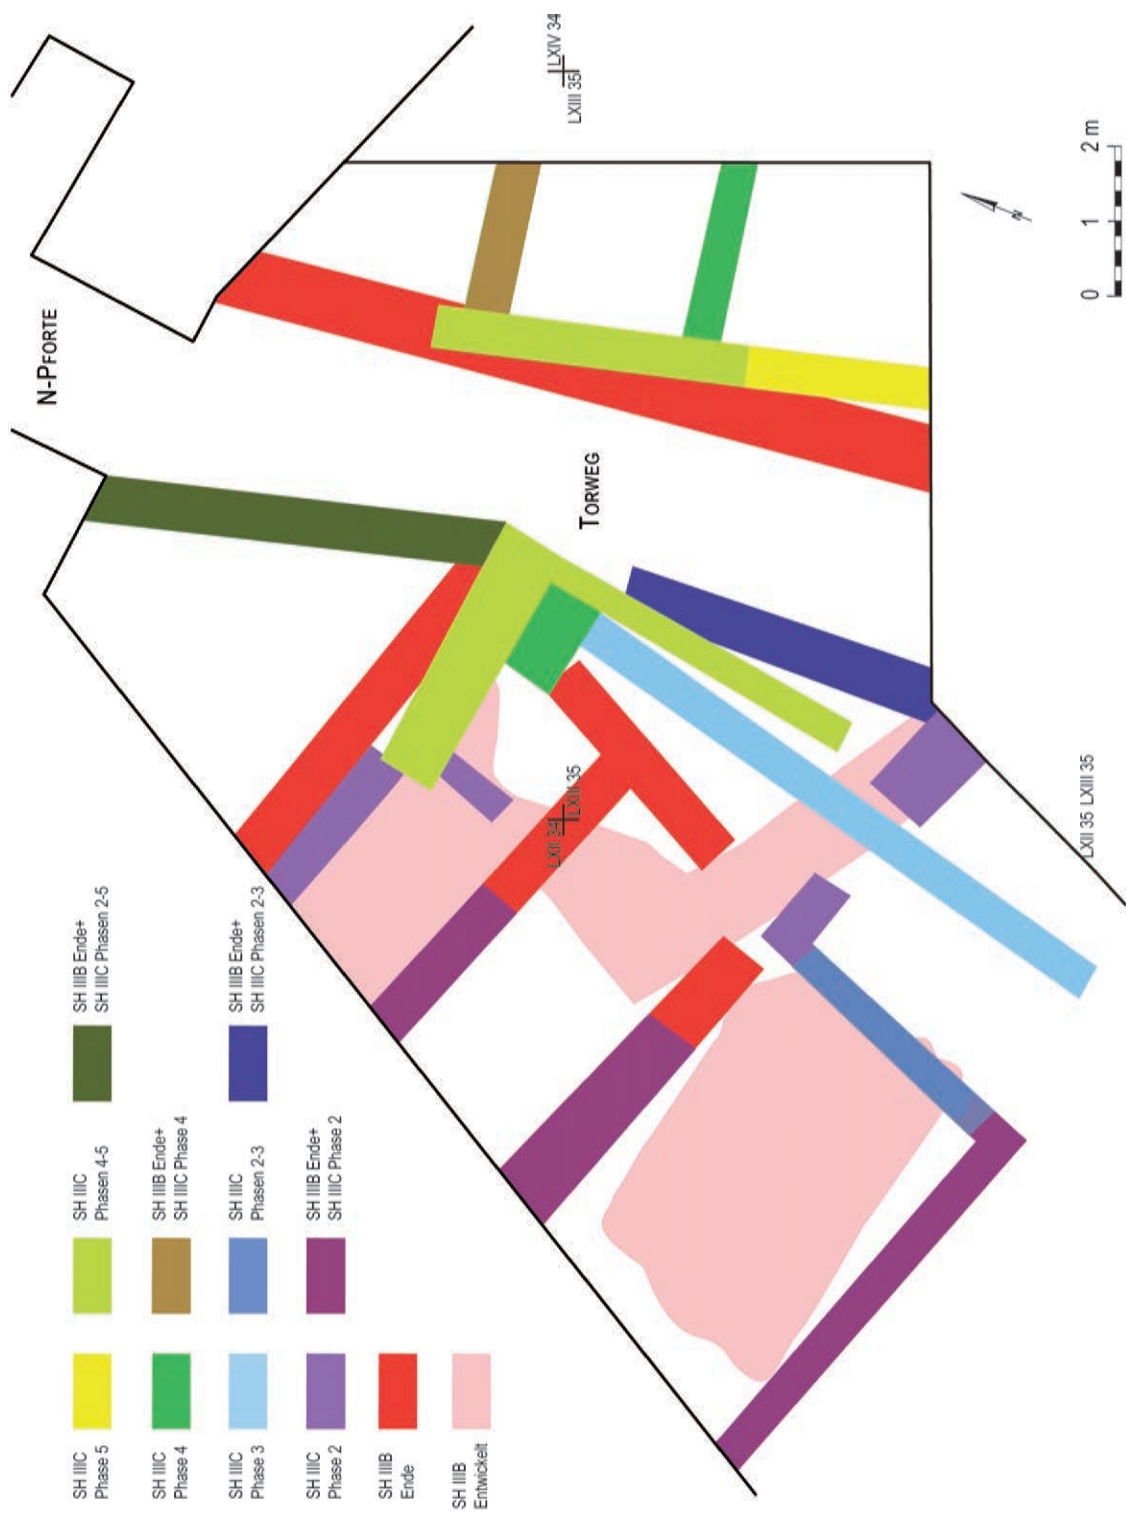 N-PFORTE
TORWEG
LXIV 34
LXIII 35
LXII 34
LXIII 35
LXII 35 LXIII 35
N
0 1 2 m
SH IIIC
Phase 5
SH IIIC
Phasen 4-5
SH IIIB Ende+
SH IIIC Phasen 2-5
SH IIIC
Phase 4
SH IIIB Ende+
SH IIIC Phase 4
SH IIIC
Phase 3
SH IIIC
Phasen 2-3
SH IIIB Ende+
SH IIIC Phasen 2-3
SH IIIC
Phase 2
SH IIIB Ende+
SH IIIC Phase 2
SH IIIB
Ende
SH IIIB
Entwickelt